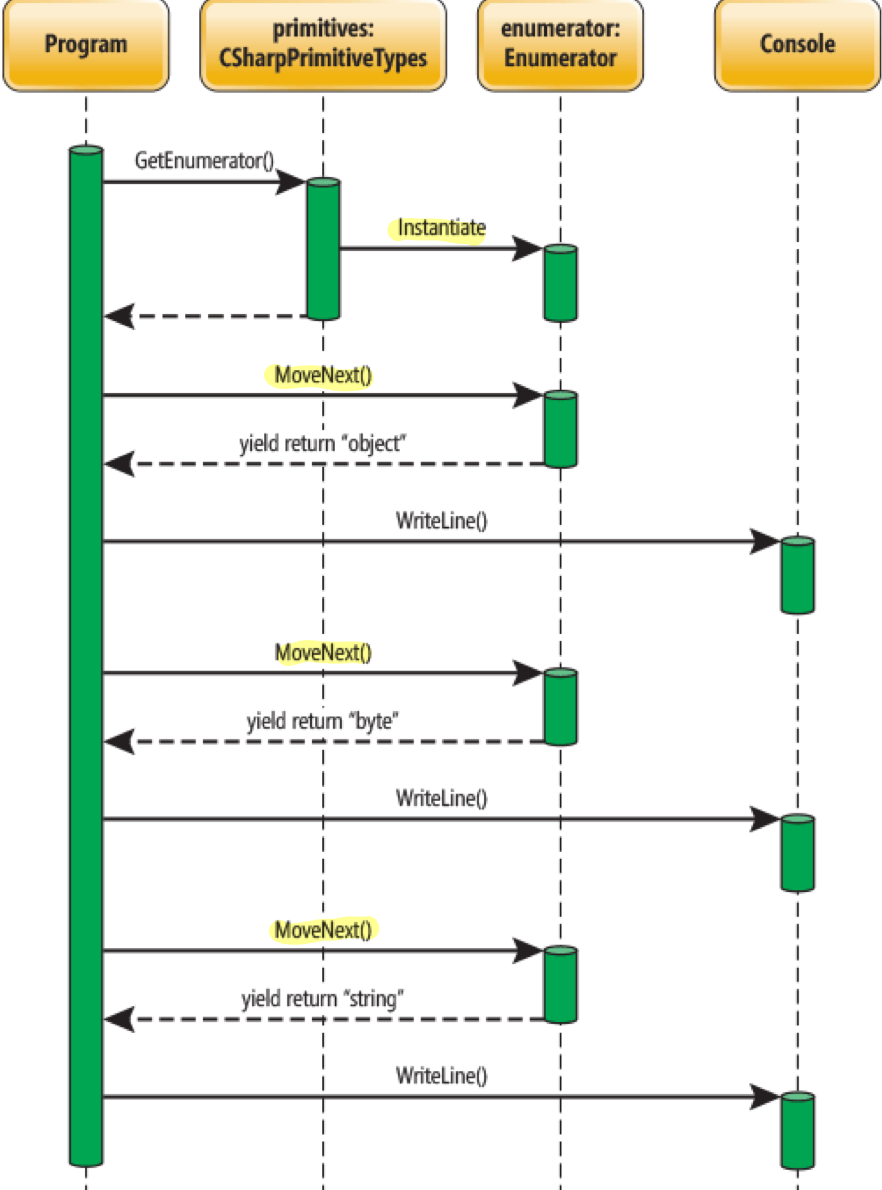 Program
primitives:
CSharpPrimitiveTypes
enumerator:
Enumerator
Console
GetEnumerator()
Instantiate
MoveNext()
yield return “object”
WriteLine()
MoveNext()
yield return “byte”
WriteLine()
MoveNext()
yield return “string”
WriteLine()